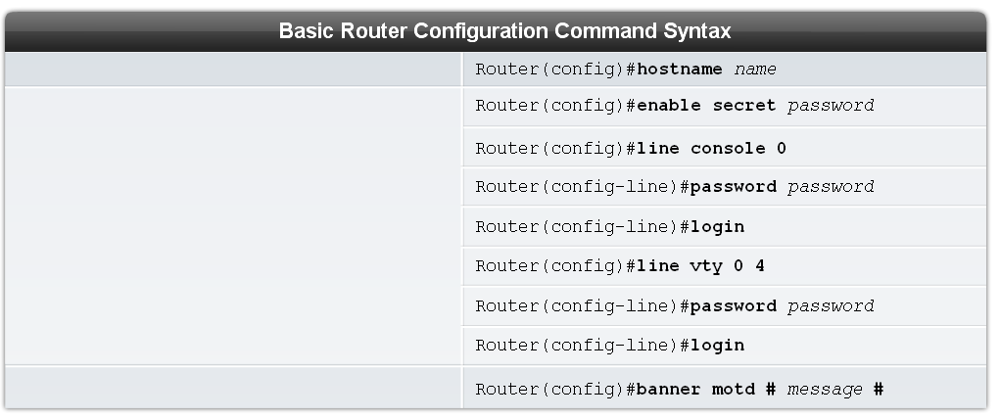 Basic Router Configuration Command Syntax
Router(config)#hostname name
Router(config)#enable secret password
Router(config)#line console 0
Router(config-line)#password password
Router(config-line)#login
Router(config)#line vty 0 4
Router(config-line)#password password
Router(config-line)#login
Router(config)#banner motd # message #